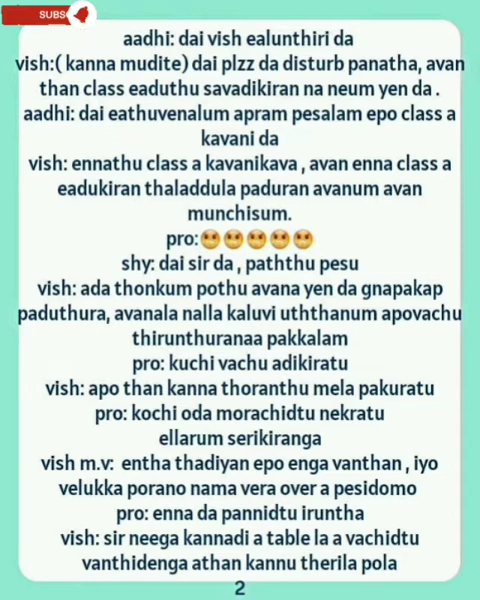 SUBS
aadhi: dai vish ealunthiri da
vish:( kanna mudite) dai plzz da disturb panatha, avan
than class eaduthu savadikiran na neum yen da .
aadhi: dai eathuvenalum apram pesalam epo class a
kavani da
vish: ennathu class a kavanikava , avan enna class a
eadukiran thaladdula paduran avanum avan
munchisum.
pro:😬😬😬😬😬
shy: dai sir da , paththu pesu
vish: ada thonkum pothu avana yen da gnapakap
paduthura, avanala nalla kaluvi uththanum apovachu
thirunthuranaa pakkalam
pro: kuchi vachu adikiratu
vish: apo than kanna thoranthu mela pakuratu
pro: kochi oda morachidtu nekratu
ellarum serikiranga
vish m.v: entha thadiyan epo enga vanthan , iyo
velukka porano nama vera over a pesidomo
pro: enna da pannidtu iruntha
vish: sir neega kannadi a table la a vachidtu
vanthidenga athan kannu therila pola
2